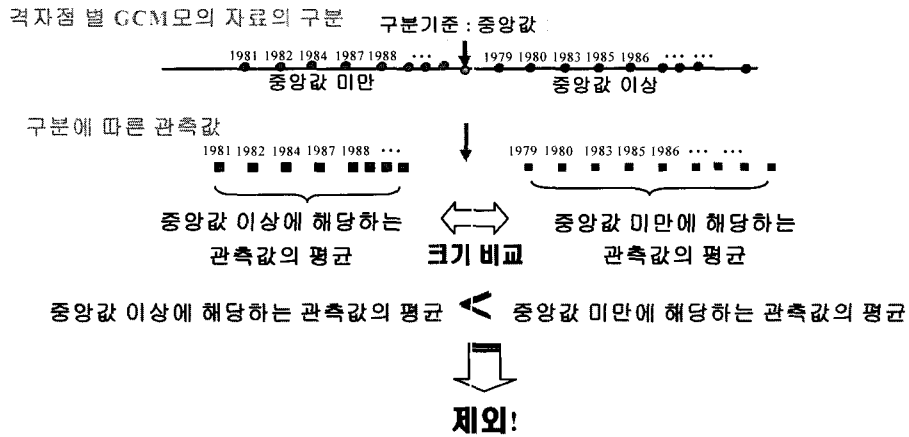 격자점 별 GCM모의 자료의 구분
구분기준 : 중앙값
1981 1982 1984 1987 1988 ⋯
1979 1980 1983 1985 1986 ⋯ ⋯
중앙값 미만
중앙값 이상
구분에 따른 관측값
1981 1982 1984 1987 1988 ⋯
1979 1980 1983 1985 1986 ⋯ ⋯
중앙값 이상에 해당하는
관측값의 평균
크기 비교
중앙값 미만에 해당하는
관측값의 평균
중앙값 이상에 해당하는 관측값의 평균 < 중앙값 미만에 해당하는 관측값의 평균
제외!